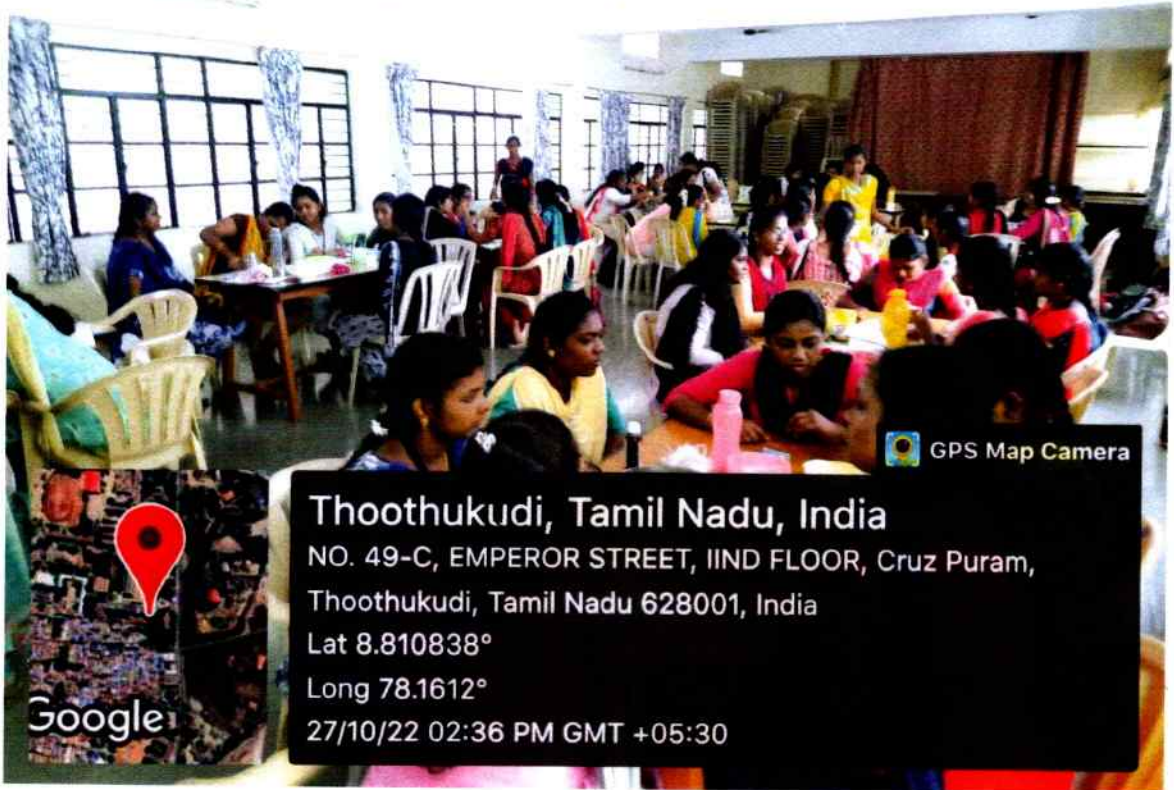 GPS Map Camera
Thoothukudi, Tamil Nadu, India
NO. 49-C, EMPEROR STREET, IIND FLOOR, Cruz Puram,
Thoothukudi, Tamil Nadu 628001, India
Lat 8.810838°
Long 78.1612°
27/10/22 02:36 PM GMT +05:30
Google